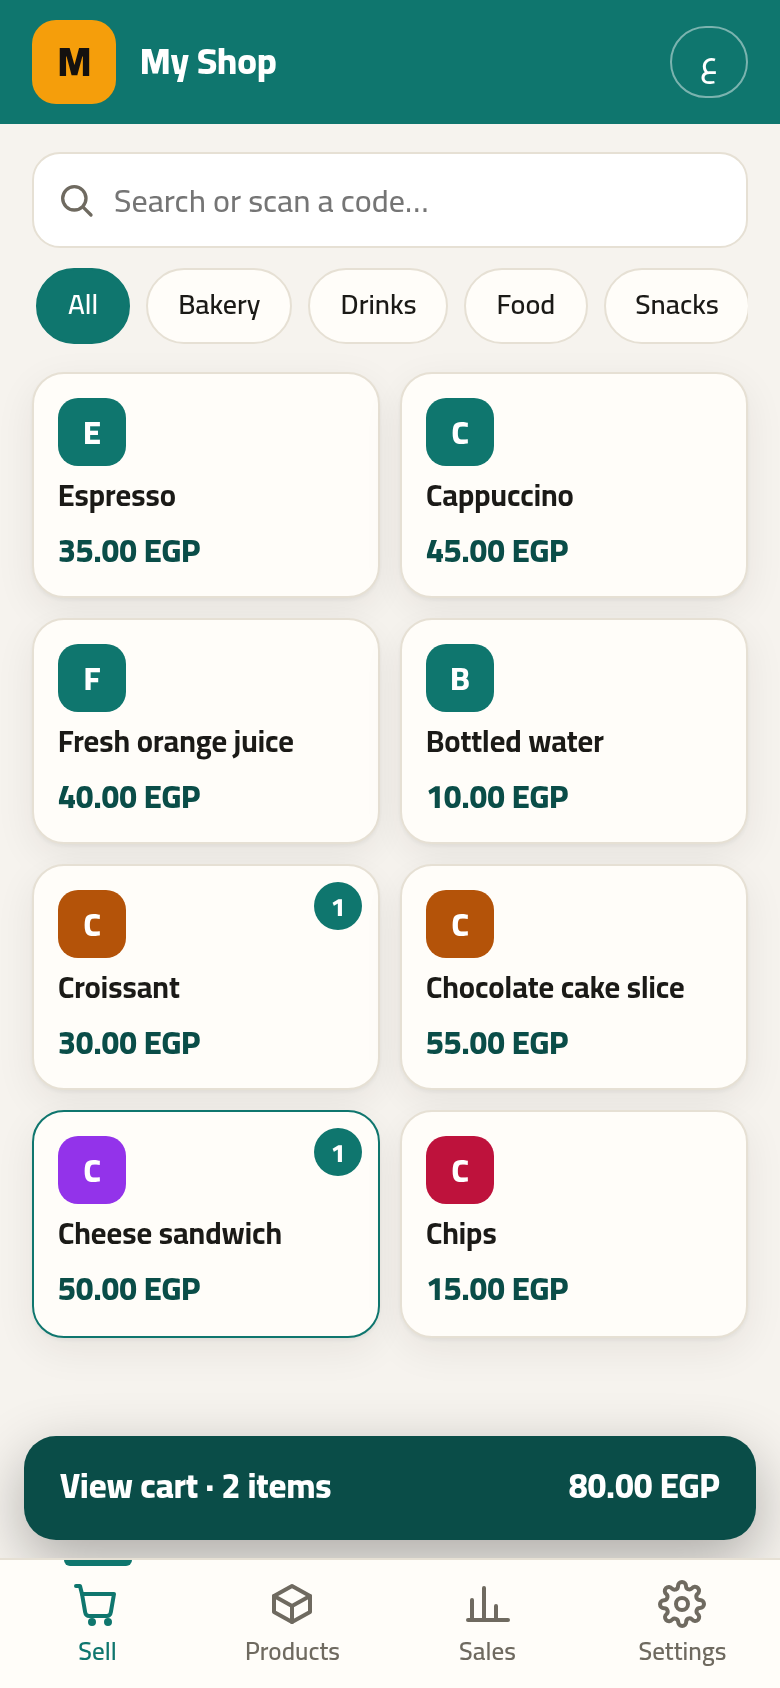 M My Shop ع
Search or scan a code...
All Bakery Drinks Food Snacks
E C
Espresso Cappuccino
35.00 EGP 45.00 EGP
F B
Fresh orange juice Bottled water
40.00 EGP 10.00 EGP
C 1 C
Croissant Chocolate cake slice
30.00 EGP 55.00 EGP
C 1 C
Cheese sandwich Chips
50.00 EGP 15.00 EGP
View cart · 2 items 80.00 EGP
Sell Products Sales Settings